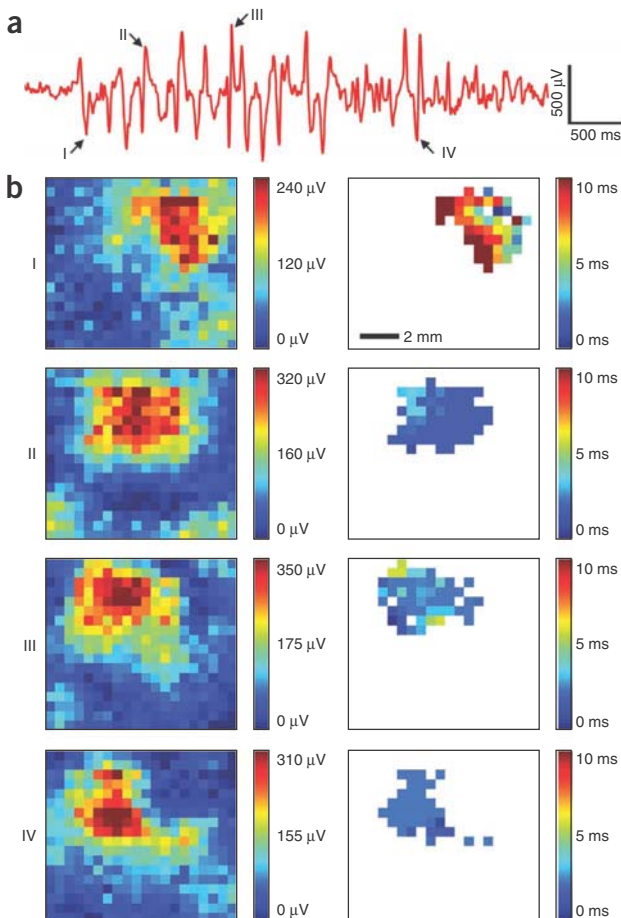 a
I
II
III
IV
500 µV
500 ms
b
I
240 µV
120 µV
0 µV
2 mm
10 ms
5 ms
0 ms
II
320 µV
160 µV
0 µV
10 ms
5 ms
0 ms
III
350 µV
175 µV
0 µV
10 ms
5 ms
0 ms
IV
310 µV
155 µV
0 µV
10 ms
5 ms
0 ms